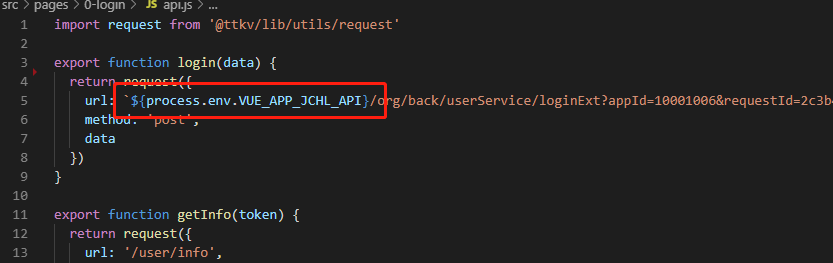 src > pages > 0-login > JS api.js > ...
1 import request from '@ttkv/lib/utils/request'
2
3 export function login(data) {
4 return request({
5 url: `${process.env.VUE_APP_JCHL_API}/org/back/userService/loginExt?appId=10001006&requestId=2c3b
6 method: 'post',
7 data
8 })
9 }
10
11 export function getInfo(token) {
12 return request({
13 url: '/user/info',